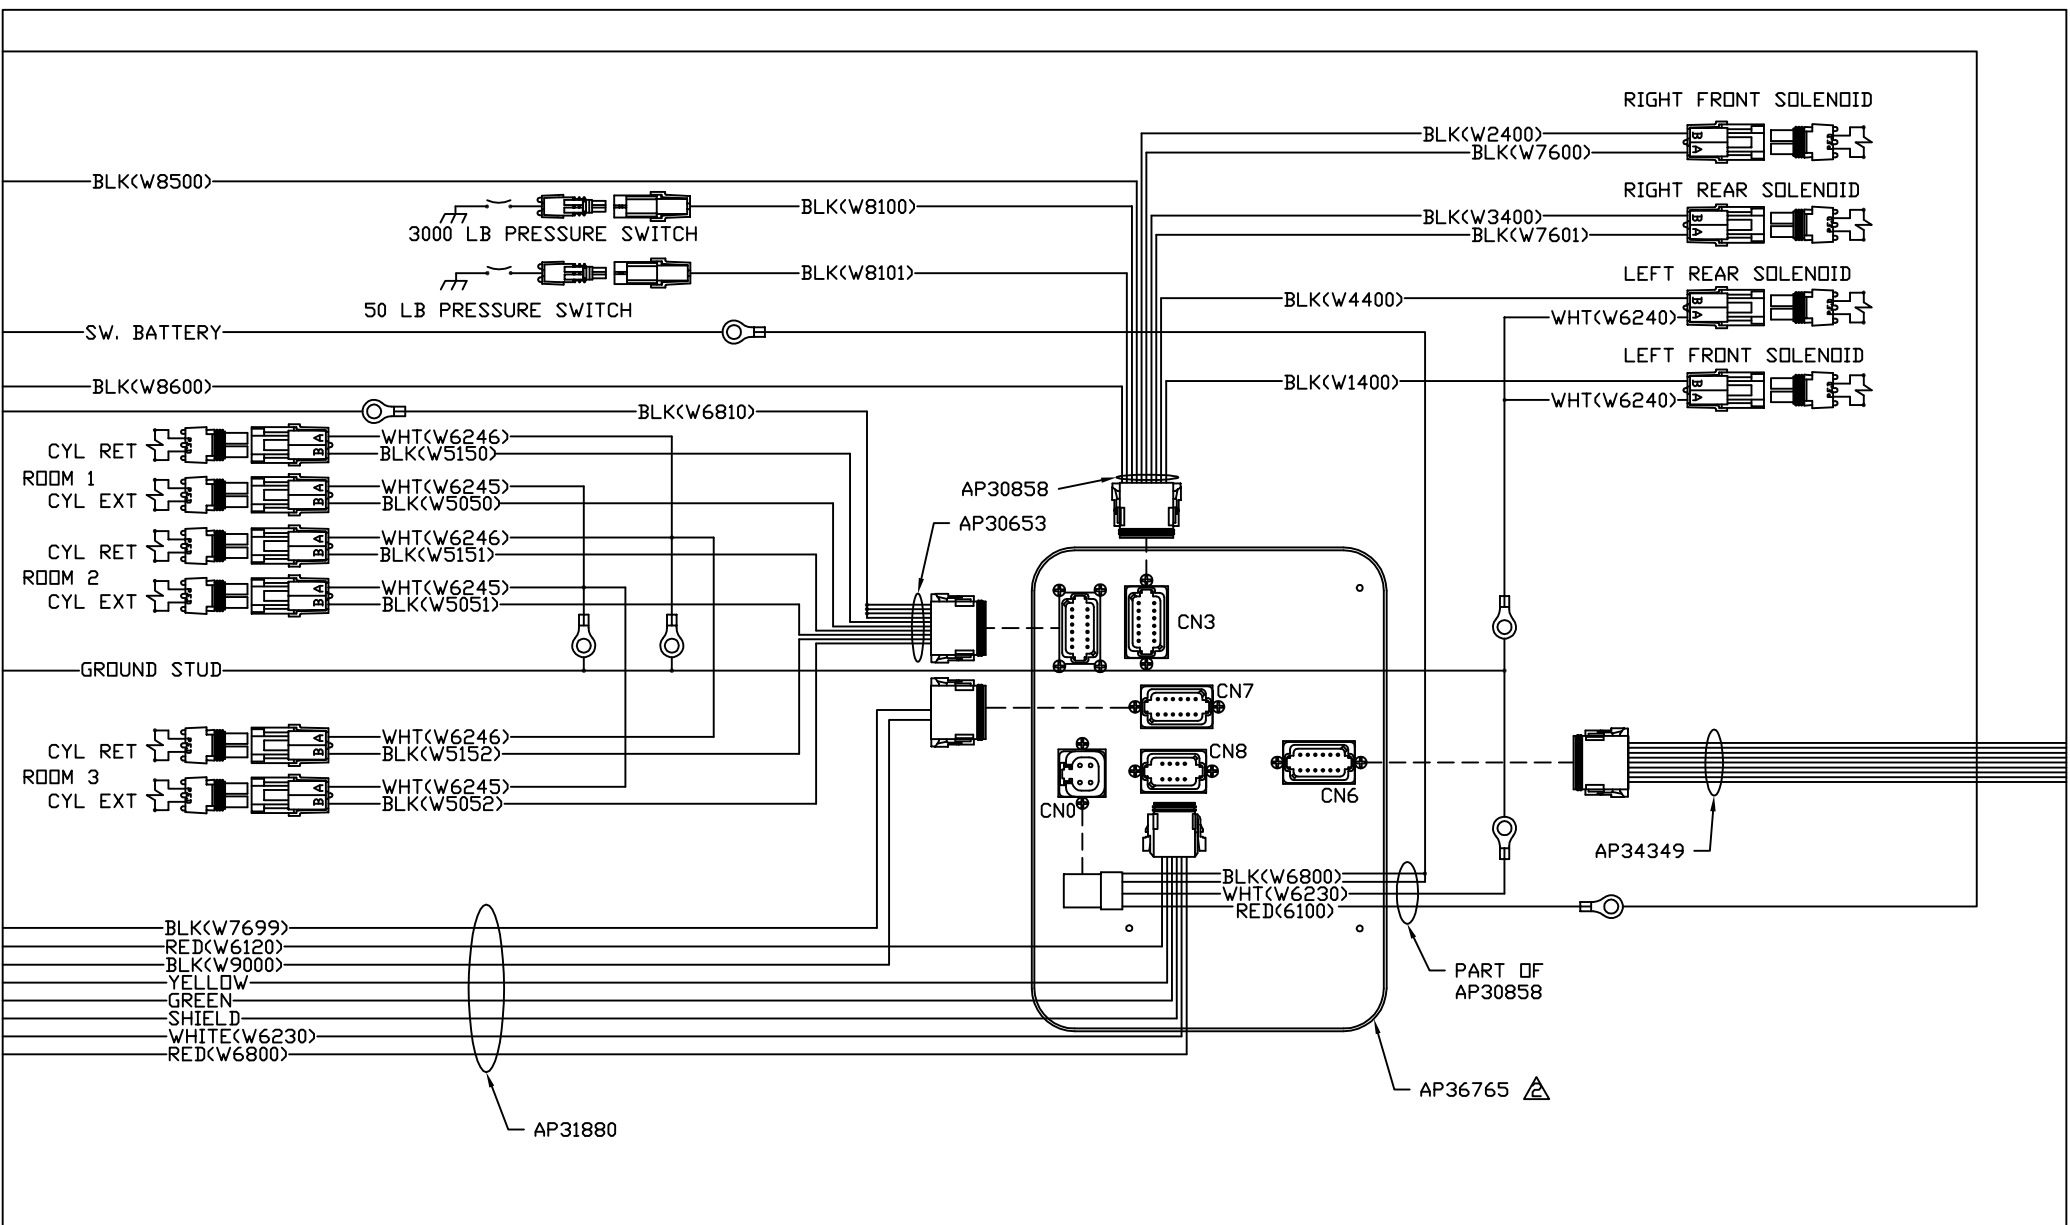 RIGHT FRONT SOLENOID
BLK(W2400)
BLK(W7600)
B
A
BLK(W8500)
RIGHT REAR SOLENOID
BLK(W8100)
BLK(W3400)
B
A
3000 LB PRESSURE SWITCH
BLK(W7601)
BLK(W8101)
LEFT REAR SOLENOID
50 LB PRESSURE SWITCH
BLK(W4400)
B
A
WHT(W6240)
SW. BATTERY
LEFT FRONT SOLENOID
BLK(W8600)
BLK(W1400)
B
A
WHT(W6240)
BLK(W6810)
ROOM 1
CYL RET
A
B
WHT(W6246)
BLK(W5150)
CYL EXT
A
B
WHT(W6245)
BLK(W5050)
AP30858
AP30653
ROOM 2
CYL RET
A
B
WHT(W6246)
BLK(W5151)
CYL EXT
A
B
WHT(W6245)
BLK(W5051)
CN3
GROUND STUD
CN7
ROOM 3
CYL RET
A
B
WHT(W6246)
BLK(W5152)
CYL EXT
A
B
WHT(W6245)
BLK(W5052)
CN8
CN6
CN0
AP34349
BLK(W6800)
WHT(W6230)
RED(6100)
BLK(W7699)
RED(W6120)
BLK(W9000)
YELLOW
GREEN
SHIELD
WHITE(W6230)
RED(W6800)
PART OF
AP30858
AP36765 2
AP31880